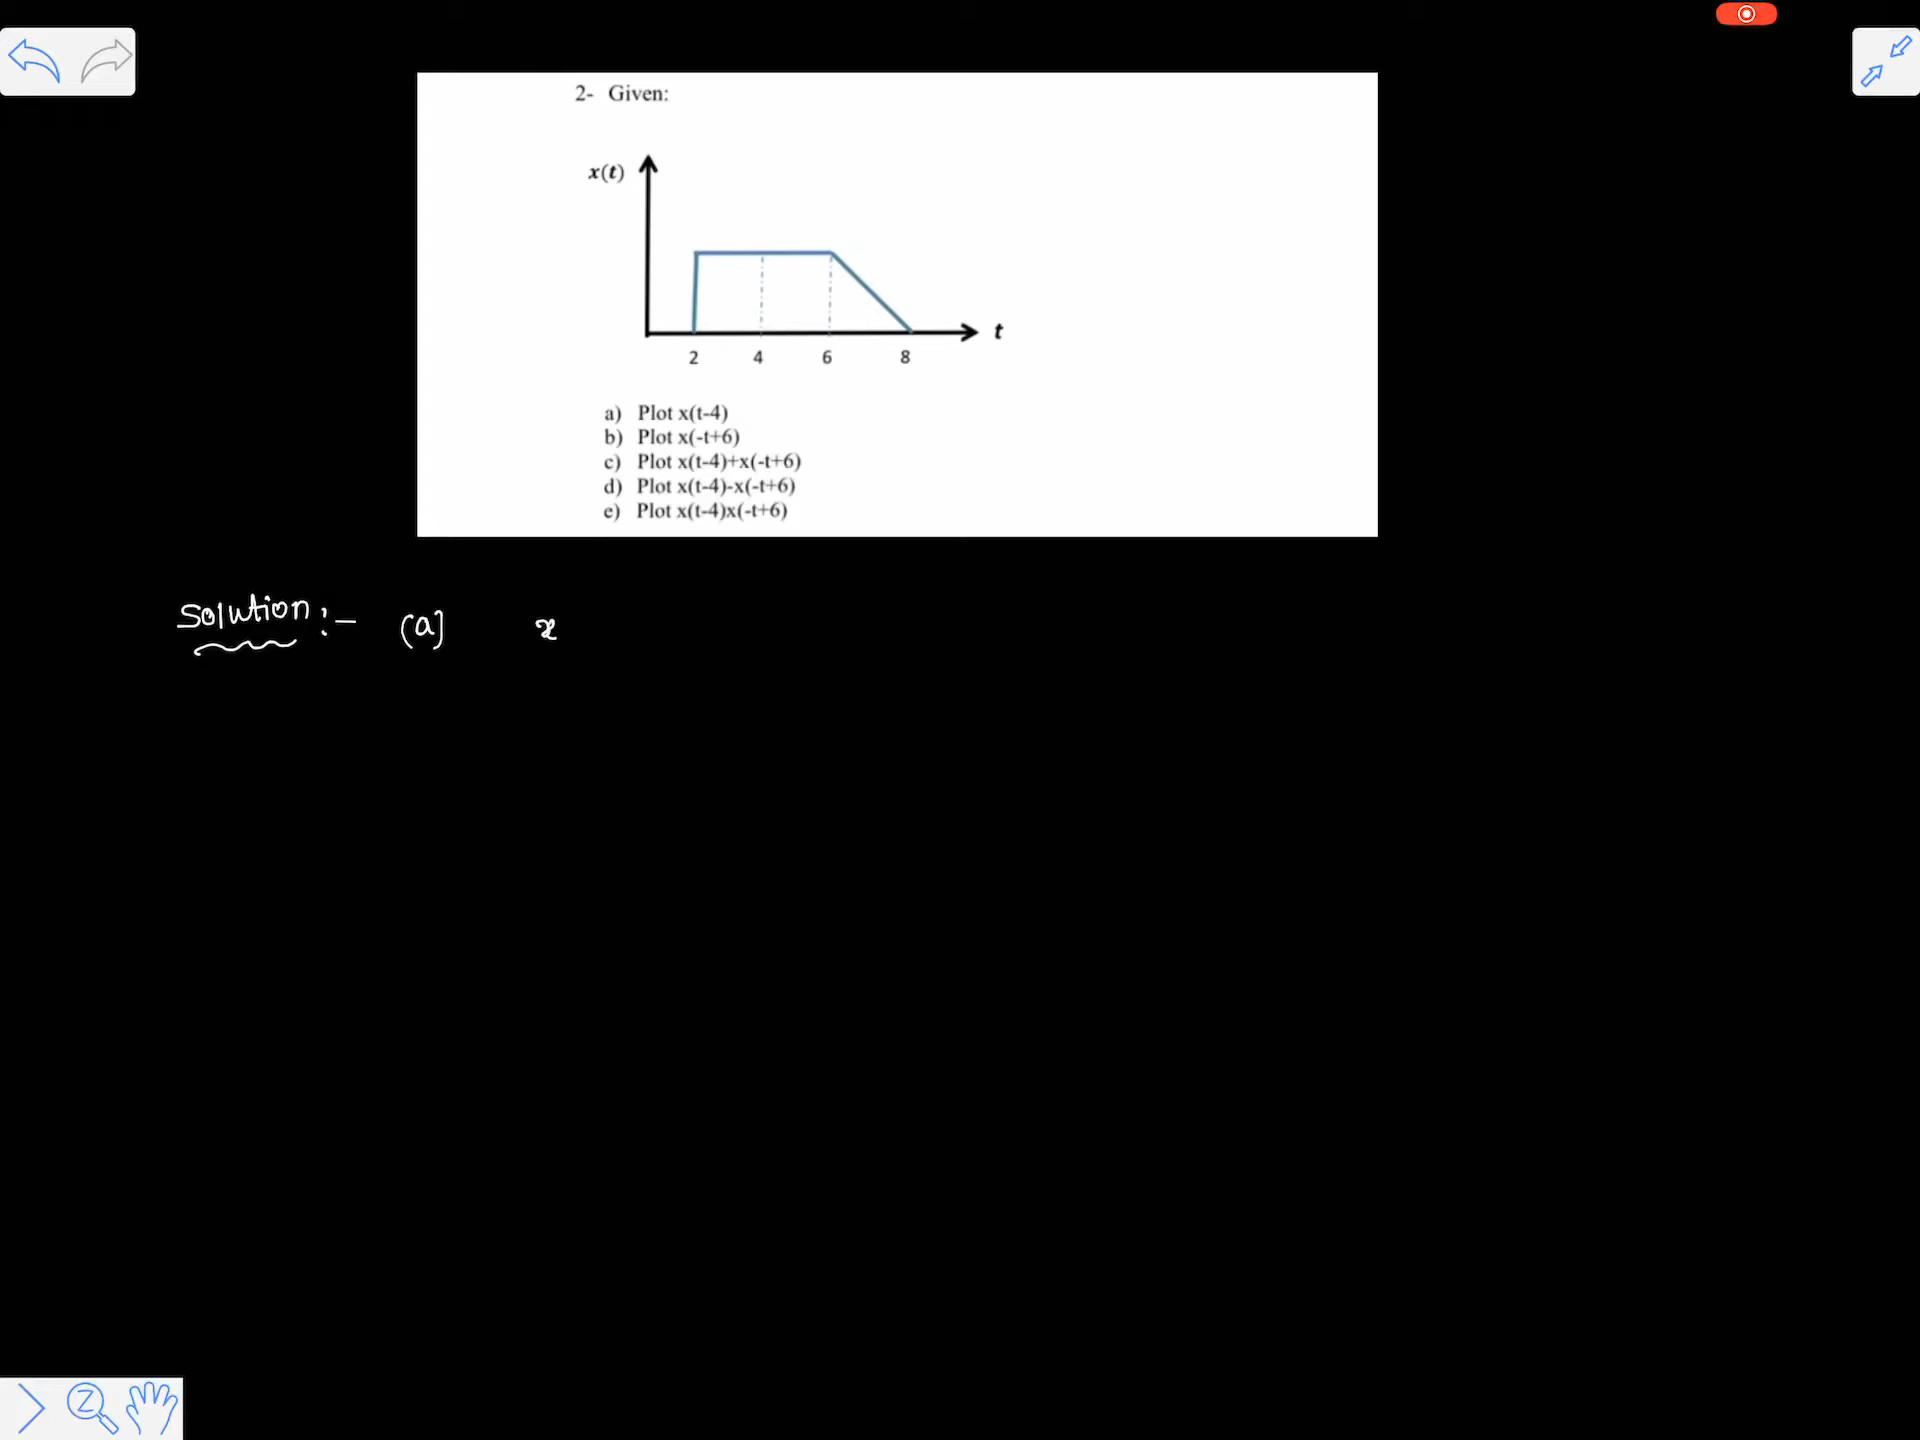 2- Given:
x(t)
t
2 4 6 8
a) Plot x(t-4)
b) Plot x(-t+6)
c) Plot x(t-4)+x(-t+6)
d) Plot x(t-4)-x(-t+6)
e) Plot x(t-4)x(-t+6)
Solution:- (a) x
Z